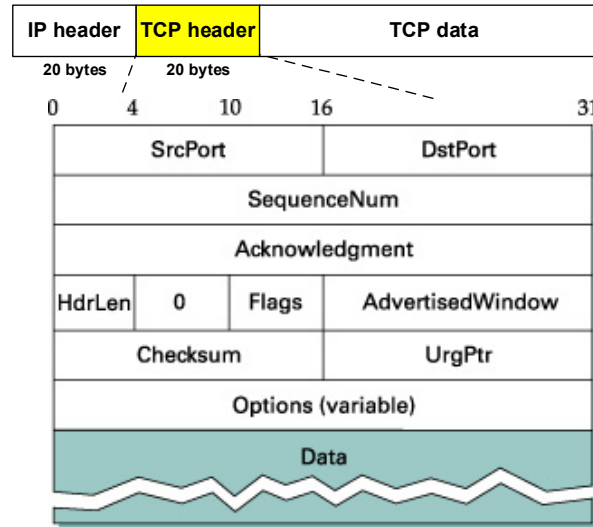 IP header TCP header TCP data
20 bytes 20 bytes
0 4 10 16 31
SrcPort DstPort
SequenceNum
Acknowledgment
HdrLen 0 Flags AdvertisedWindow
Checksum UrgPtr
Options (variable)
Data